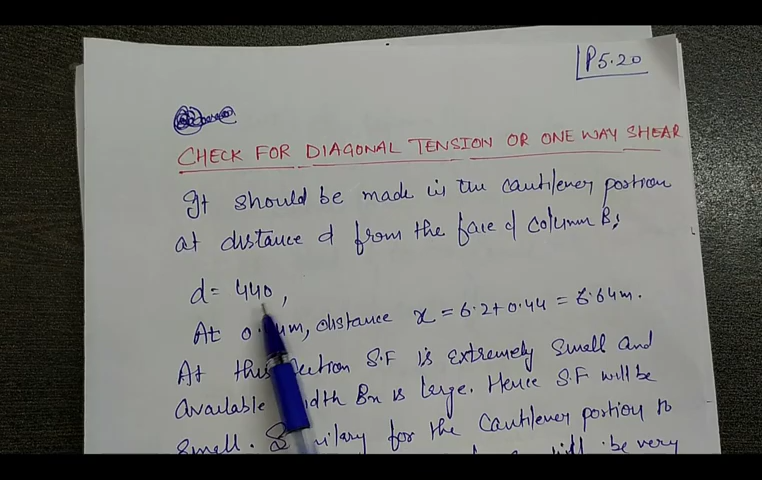 P5.20
CHECK FOR DIAGONAL TENSION OR ONE WAY SHEAR
It should be made in the cantilever portion
at distance d from the face of column B,
d = 440,
At 0. m, distance x = 6.2+0.44 = 6.64m.
At this section S.F is extremely small and
available width Bn is large. Hence S.F will be
small. Similary for the cantilever portion to
will be very